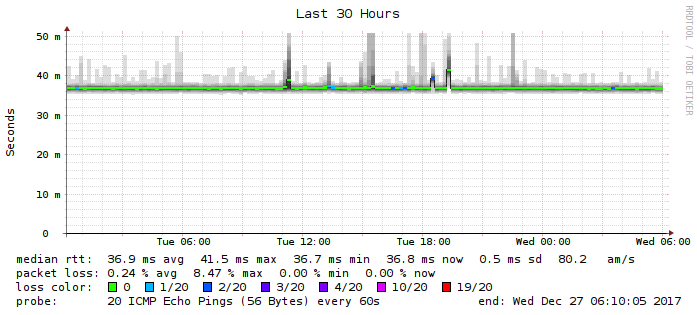 Last 30 Hours
RRDTOOL / TOBI OETIKER
Seconds
50 m
40 m
30 m
20 m
10 m
0
Tue 06:00 Tue 12:00 Tue 18:00 Wed 00:00 Wed 06:00
median rtt: 36.9 ms avg 41.5 ms max 36.7 ms min 36.8 ms now 0.5 ms sd 80.2 am/s
packet loss: 0.24 % avg 8.47 % max 0.00 % min 0.00 % now
loss color: 0 1/20 2/20 3/20 4/20 10/20 19/20
probe: 20 ICMP Echo Pings (56 Bytes) every 60s end: Wed Dec 27 06:10:05 2017